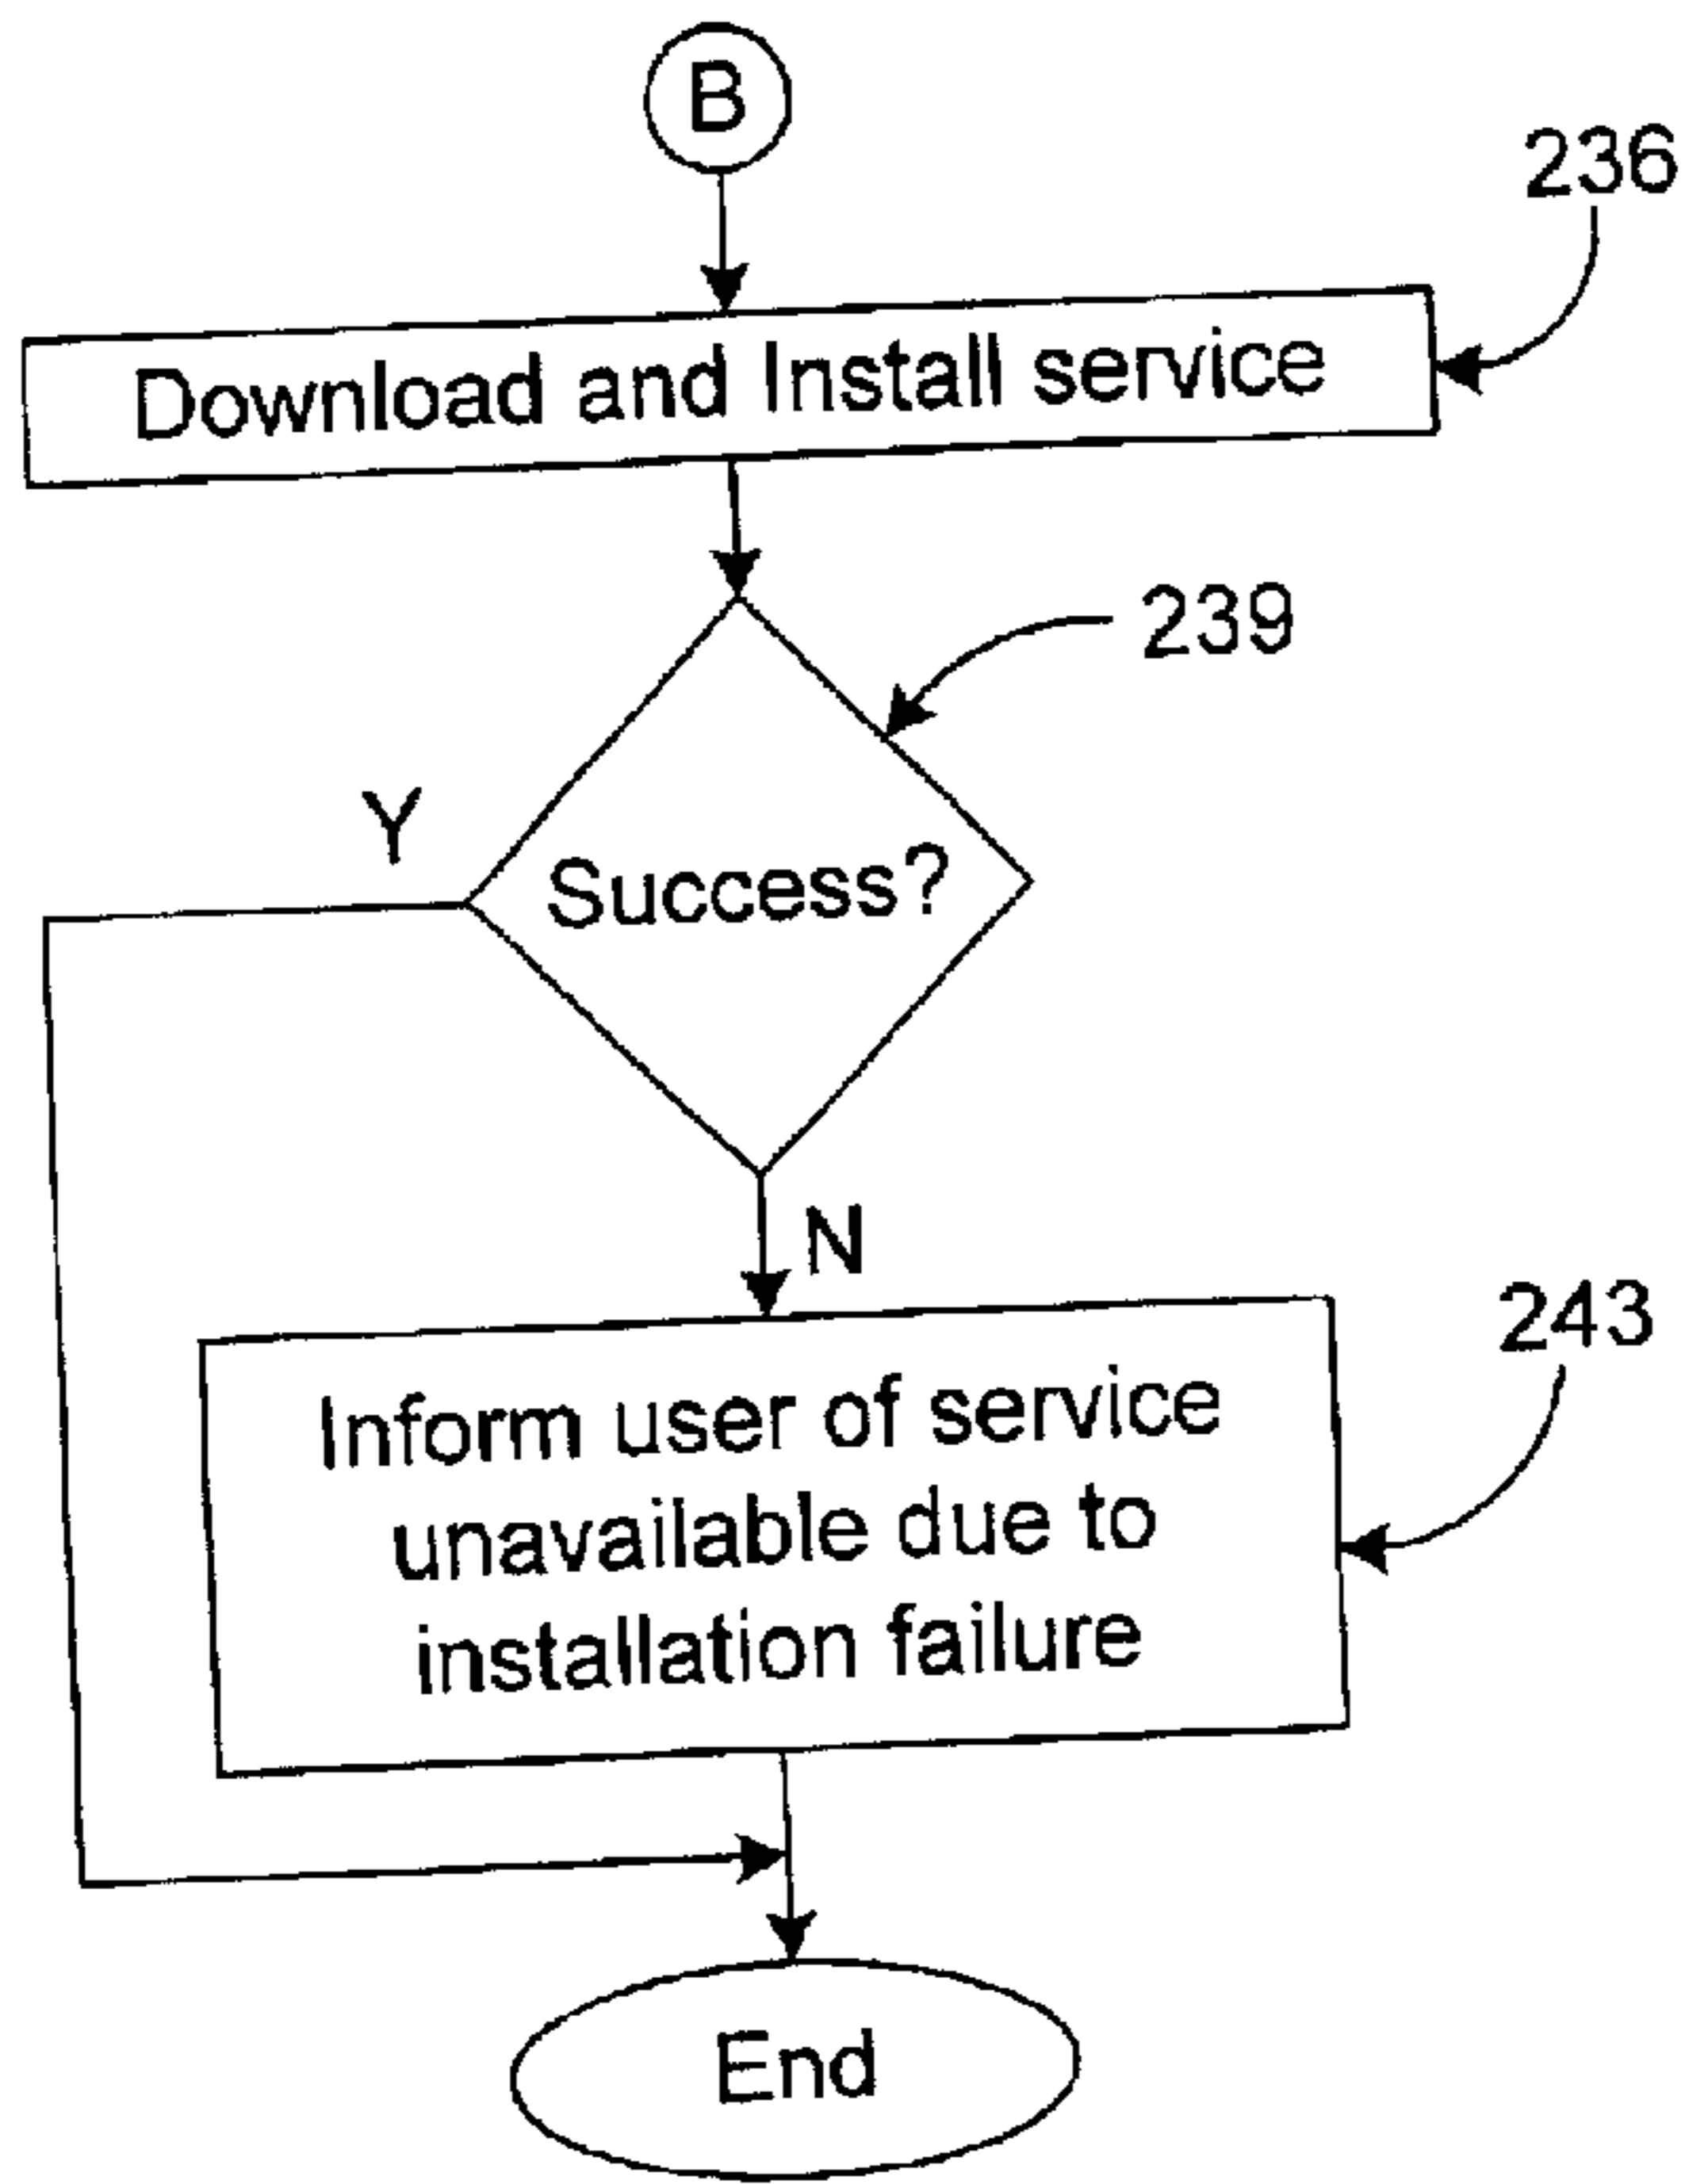 B
236
Download and Install service
239
Y
Success?
N
243
Inform user of service
unavailable due to
installation failure
End